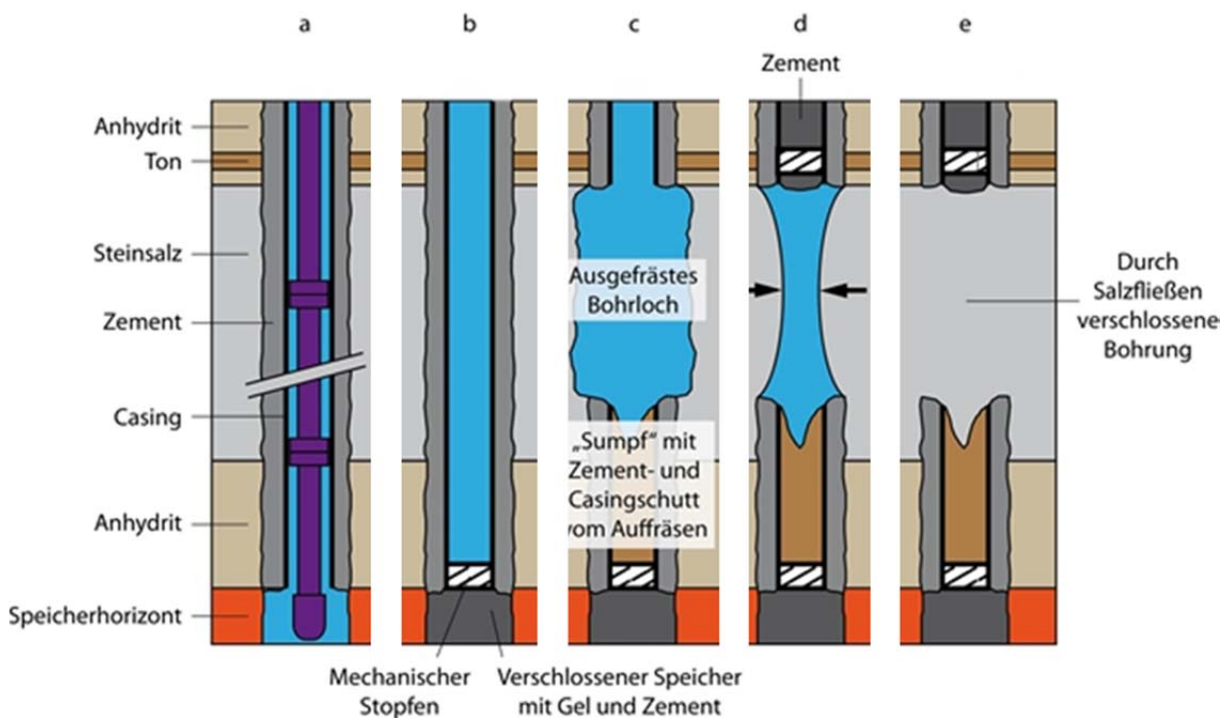 a
b
c
d
e
Zement
Anhydrit
Ton
Steinsalz
Zement
Casing
Anhydrit
Speicherhorizont
Ausgefrästes
Bohrloch
„Sumpf“ mit
Zement- und
Casingschutt
vom Auffräsen
Durch
Salzfließen
verschlossene
Bohrung
Mechanischer
Stopfen
Verschlossener Speicher
mit Gel und Zement